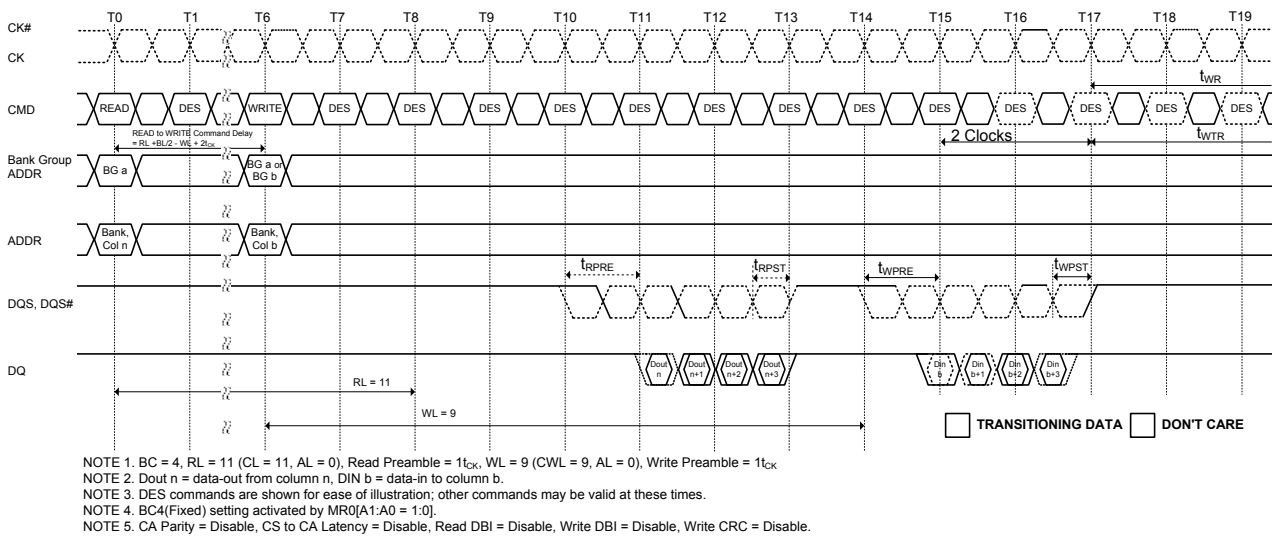 T0 T1 T6 T7 T8 T9 T10 T11 T12 T13 T14 T15 T16 T17 T18 T19
CK#
CK
tWR
CMD READ DES WRITE DES DES DES DES DES DES DES DES DES DES DES DES DES
READ to WRITE Command Delay
= RL +BL/2 - WL + 2tCK
2 Clocks
tWTR
Bank Group
ADDR
BG a
BG a or
BG b
ADDR
Bank,
Col n
Bank,
Col b
tRPRE tRPST tWPRE tWPST
DQS, DQS#
DQ
Dout
n
Dout
n+1
Dout
n+2
Dout
n+3
Din
b
Din
b+1
Din
b+2
Din
b+3
RL = 11
WL = 9
TRANSITIONING DATA DON'T CARE
NOTE 1. BC = 4, RL = 11 (CL = 11, AL = 0), Read Preamble = 1tCK, WL = 9 (CWL = 9, AL = 0), Write Preamble = 1tCK
NOTE 2. Dout n = data-out from column n, DIN b = data-in to column b.
NOTE 3. DES commands are shown for ease of illustration; other commands may be valid at these times.
NOTE 4. BC4(Fixed) setting activated by MR0[A1:A0 = 1:0].
NOTE 5. CA Parity = Disable, CS to CA Latency = Disable, Read DBI = Disable, Write DBI = Disable, Write CRC = Disable.